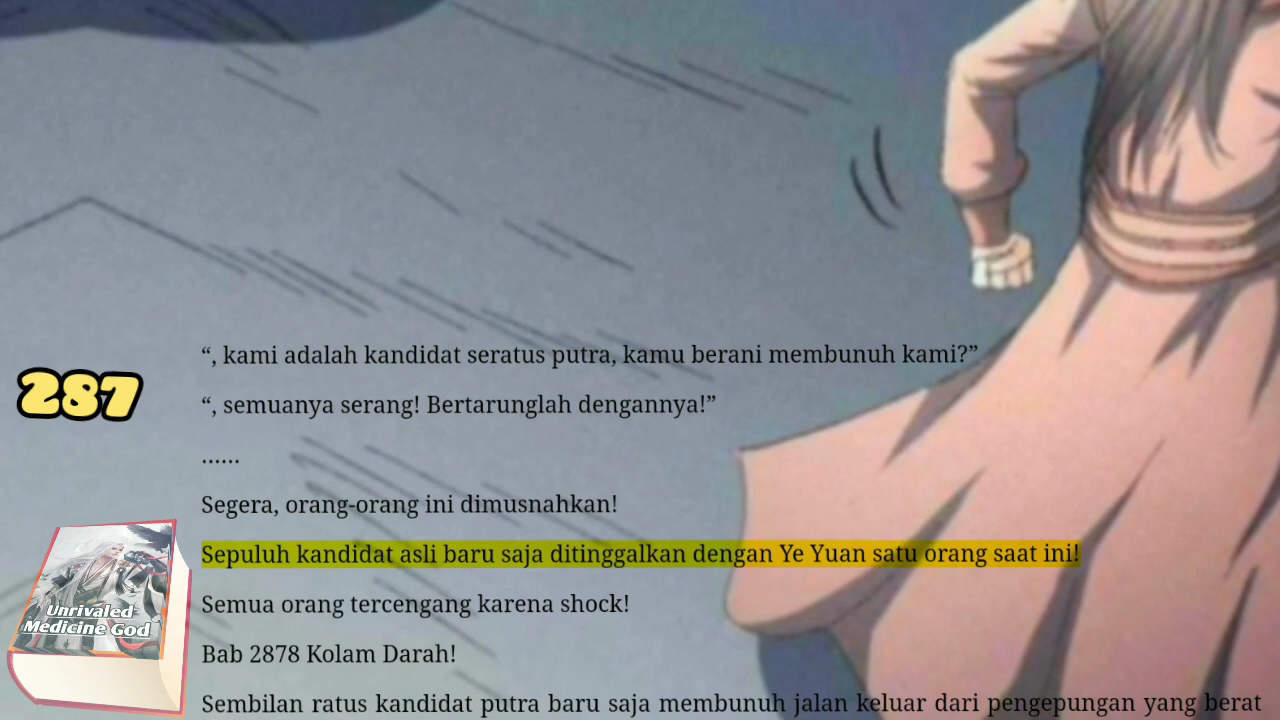 “, kami adalah kandidat seratus putra, kamu berani membunuh kami?”
“, semuanya serang! Bertarunglah dengannya!”
......
Segera, orang-orang ini dimusnahkan!
Sepuluh kandidat asli baru saja ditinggalkan dengan Ye Yuan satu orang saat ini!
Semua orang tercengang karena shock!
Bab 2878 Kolam Darah!
Sembilan ratus kandidat putra baru saja membunuh jalan keluar dari pengepungan yang berat
287
Unrivaled
Medicine God